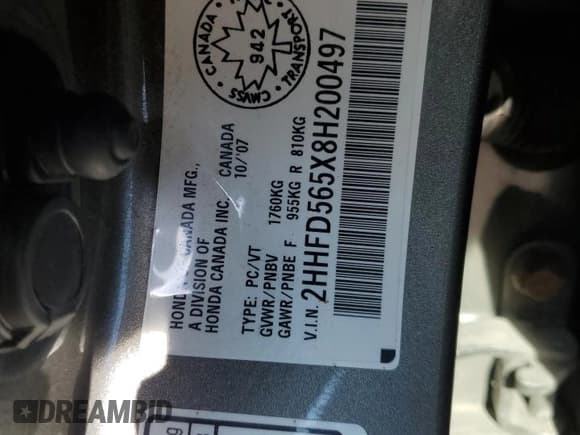 HONDA CANADA MFG.,
A DIVISION OF
HONDA CANADA INC., CANADA
10/'07
TYPE: PC/VT
GVWR/PNBV 1760KG
GAWR/PNBE F 955KG R 810KG
V.I.N. 2HHFD565X8H200497
CANADA
942
TRANSPORT
CMVSS
DREAMBID